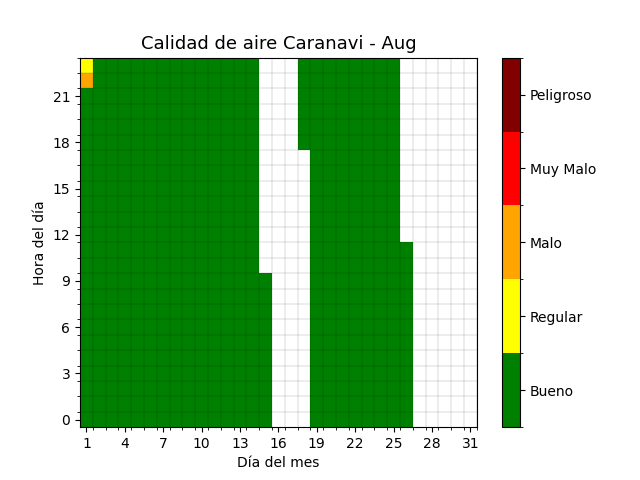 Calidad de aire Caranavi - Aug
Hora del día
21
18
15
12
9
6
3
0
1 4 7 10 13 16 19 22 25 28 31
Día del mes
Peligroso
Muy Malo
Malo
Regular
Bueno